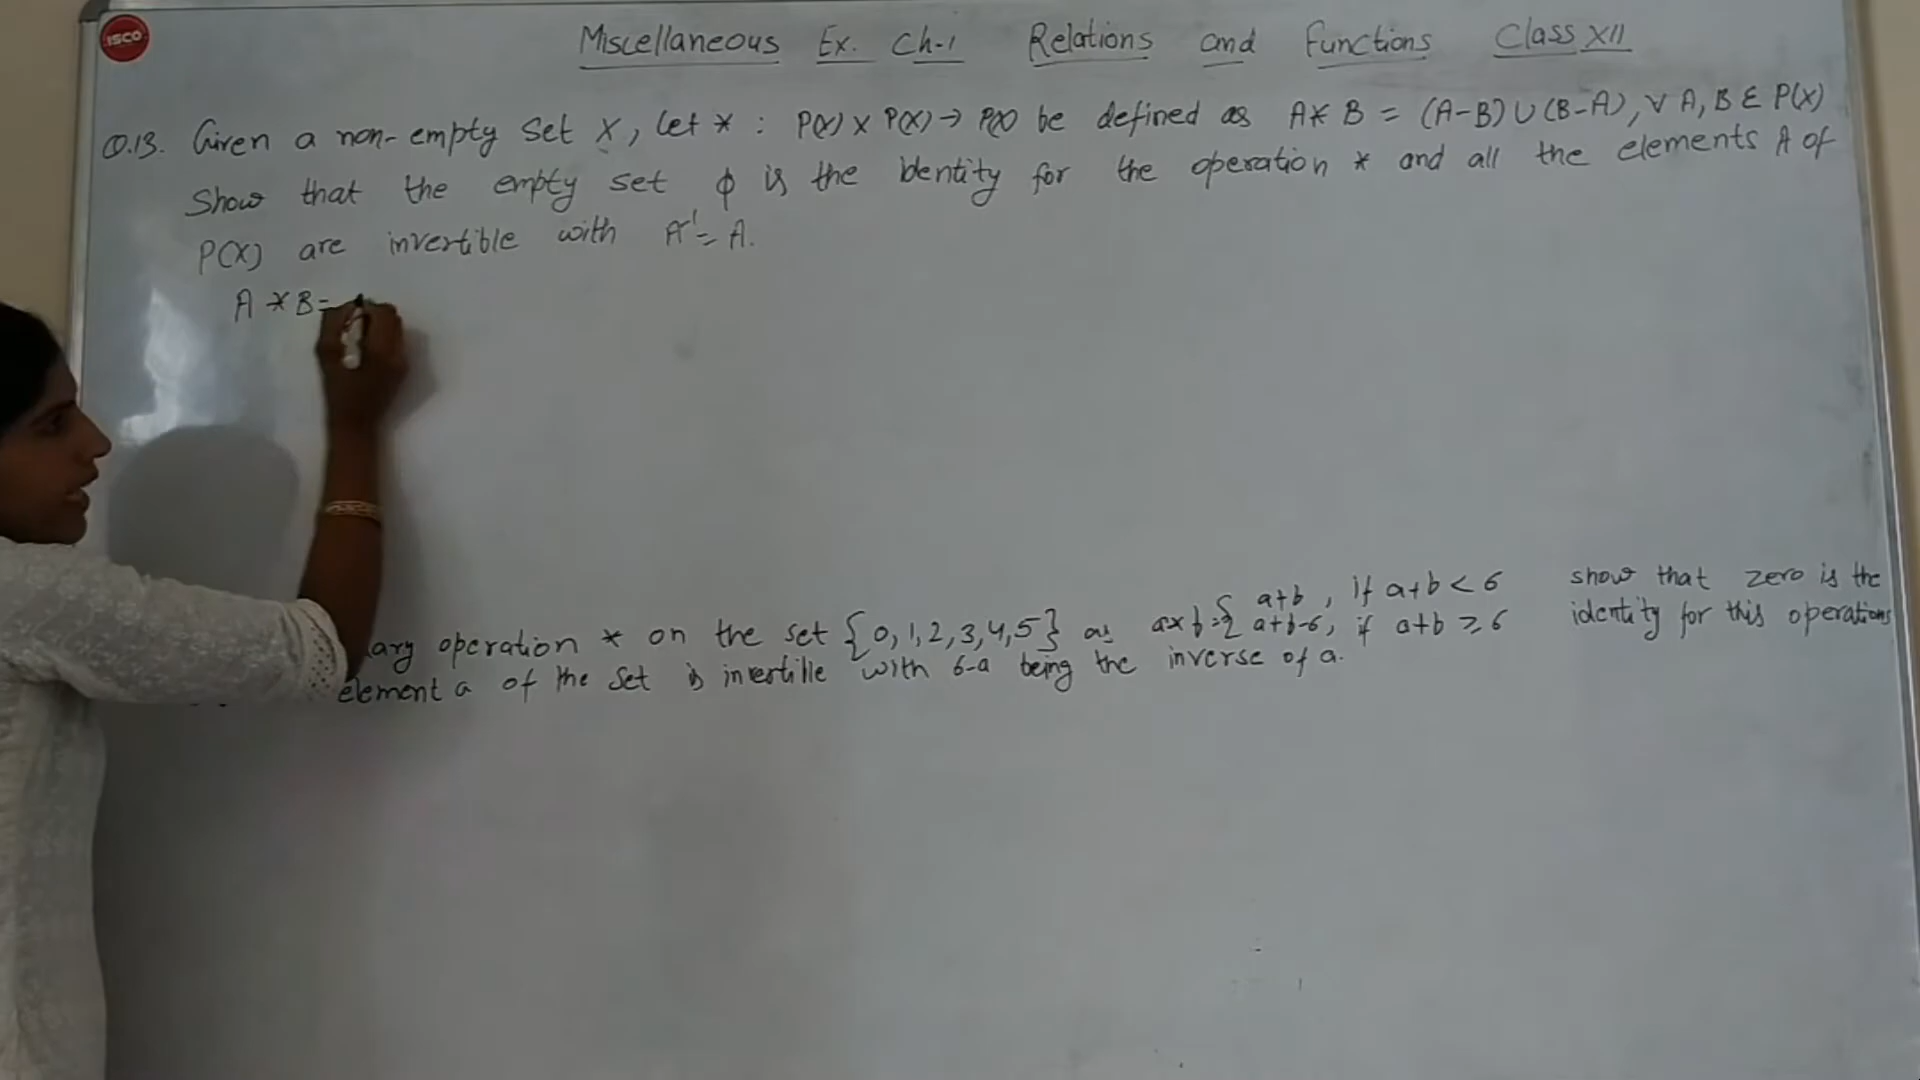 ISCO
Miscellaneous Ex. Ch-1 Relations and Functions Class XII
Q.13. Given a non-empty set X, let * : P(X) × P(X) → P(X) be defined as A * B = (A-B) ∪ (B-A), ∀ A, B ε P(X)
Show that the empty set φ is the identity for the operation * and all the elements A of
P(X) are invertible with A⁻¹ = A.
A * B =
operation * on the set {0,1,2,3,4,5} as a*b = { a+b, if a+b < 6
a+b-6, if a+b ≥ 6
show that zero is the
identity for this operations
element a of the set is invertible with 6-a being the inverse of a.